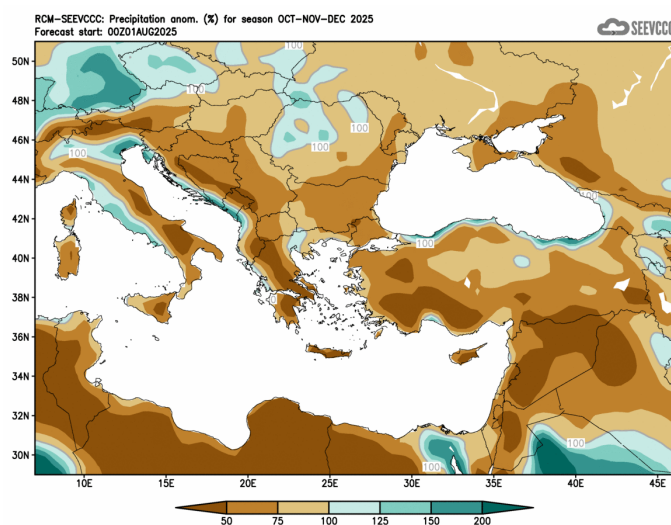 RCM-SEEVCCC: Precipitation anom. (%) for season OCT-NOV-DEC 2025
Forecast start: 00Z01AUG2025
SEEVCCC
50N
48N
46N
44N
42N
40N
38N
36N
34N
32N
30N
100
100
100
100
100
100
100
100
100
100
100
10E 15E 20E 25E 30E 35E 40E 45E
50 75 100 125 150 200